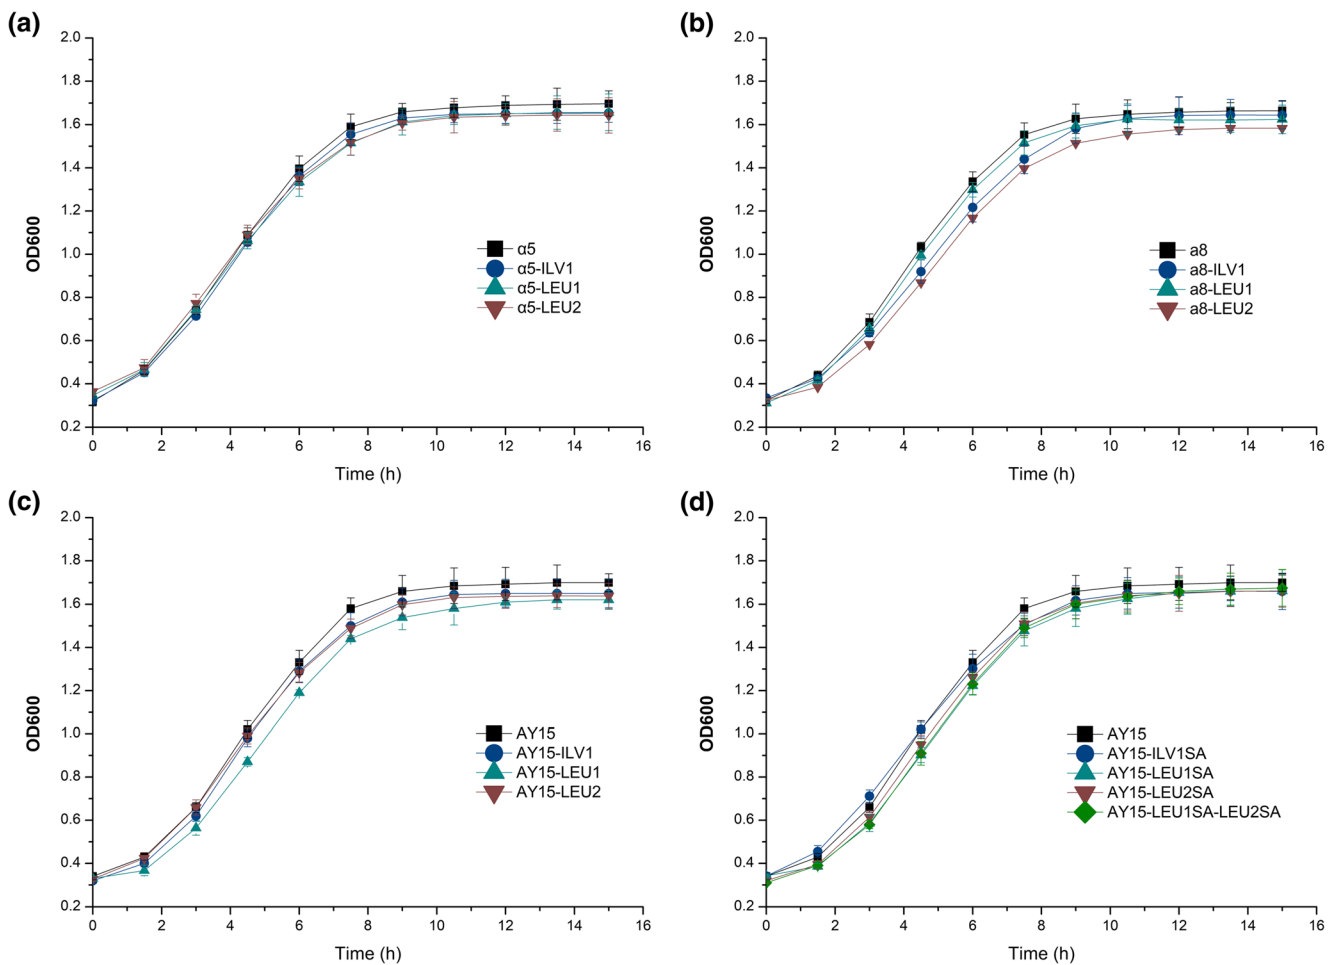 (a)
2.0
1.8
1.6
1.4
1.2
1.0
0.8
0.6
0.4
0.2
OD600
0 2 4 6 8 10 12 14 16
Time (h)
α5
α5-ILV1
α5-LEU1
α5-LEU2
(b)
2.0
1.8
1.6
1.4
1.2
1.0
0.8
0.6
0.4
0.2
OD600
0 2 4 6 8 10 12 14 16
Time (h)
a8
a8-ILV1
a8-LEU1
a8-LEU2
(c)
2.0
1.8
1.6
1.4
1.2
1.0
0.8
0.6
0.4
0.2
OD600
0 2 4 6 8 10 12 14 16
Time (h)
AY15
AY15-ILV1
AY15-LEU1
AY15-LEU2
(d)
2.0
1.8
1.6
1.4
1.2
1.0
0.8
0.6
0.4
0.2
OD600
0 2 4 6 8 10 12 14 16
Time (h)
AY15
AY15-ILV1SA
AY15-LEU1SA
AY15-LEU2SA
AY15-LEU1SA-LEU2SA